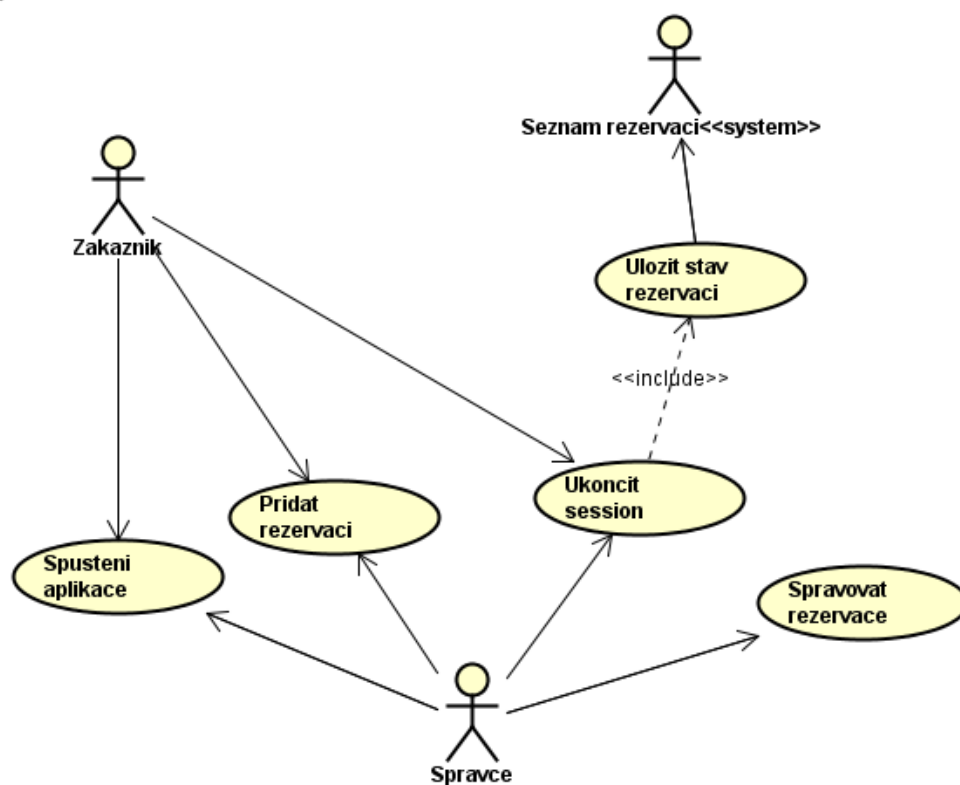 Seznam rezervaci<<system>>
Zakaznik
Ulozit stav
rezervaci
<<include>>
Ukoncit
session
Pridat
rezervaci
Spusteni
aplikace
Spravovat
rezervace
Spravce